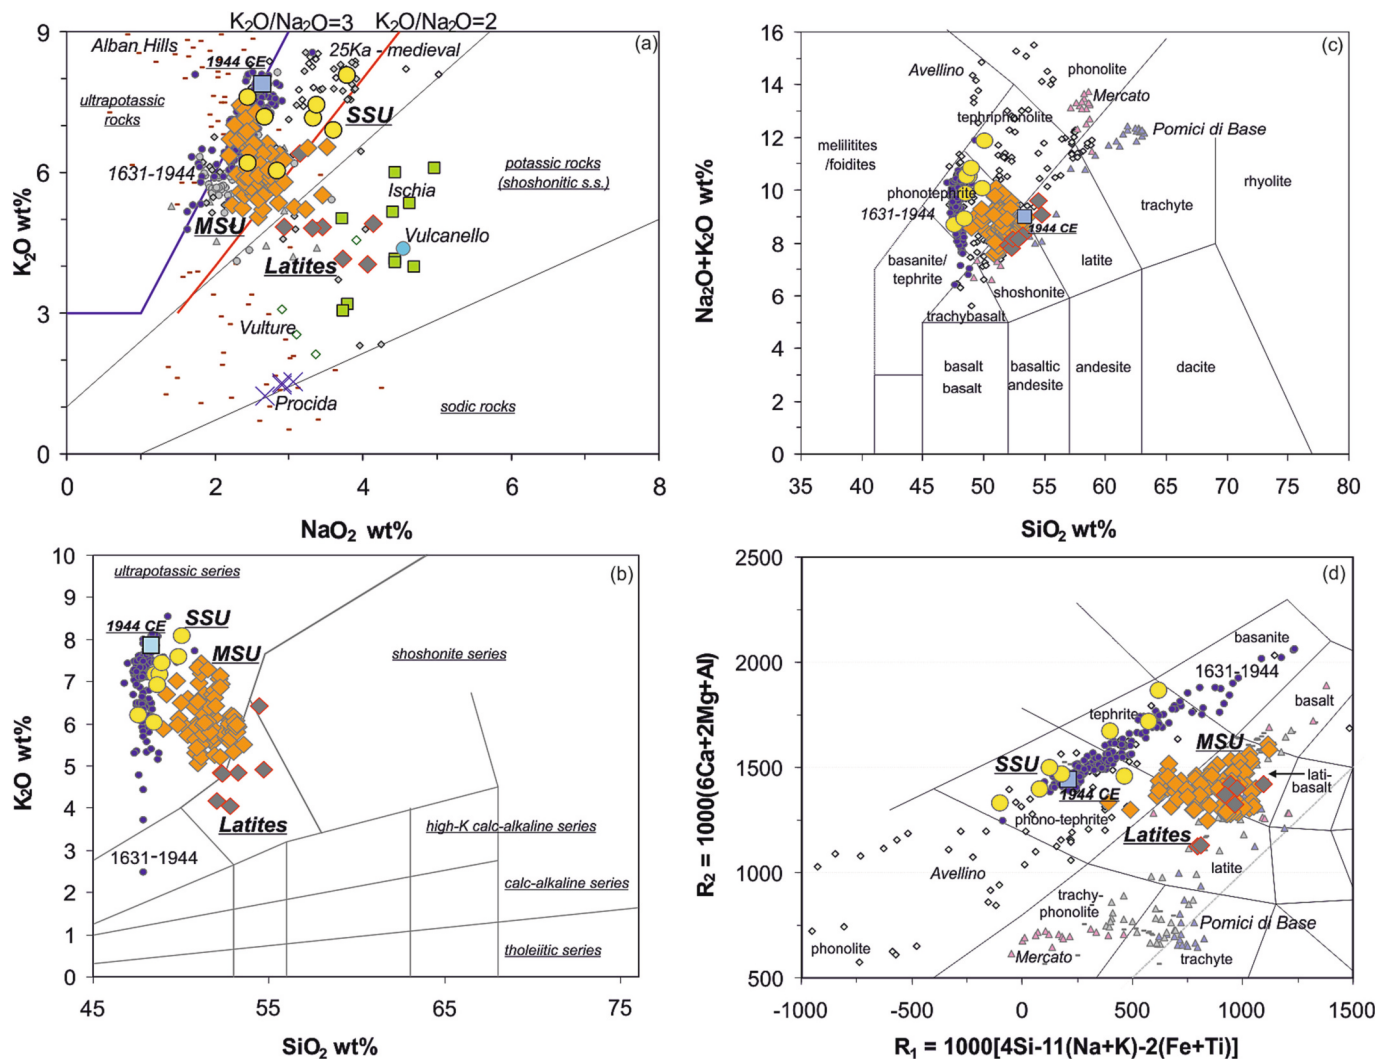 K₂O/Na₂O=3
K₂O/Na₂O=2
(a)
Alban Hills
25Ka - medieval
1944 CE
ultrapotassic
rocks
SSU
1631-1944
potassic rocks
(shoshonitic s.s.)
Ischia
MSU
Vulcanello
Latites
Vulture
Procida
sodic rocks
9
6
3
0
K₂O wt%
0
2
4
6
8
NaO₂ wt%
(c)
Avellino
phonolite
Mercato
tephriphonolite
Pomici di Base
melilitites
/foidites
rhyolite
phonotephrite
1631-1944
trachyte
1944 CE
basanite/
tephrite
latite
shoshonite
trachybasalt
basalt
basalt
basaltic
andesite
andesite
dacite
16
14
12
10
8
6
4
2
0
Na₂O+K₂O wt%
35
40
45
50
55
60
65
70
75
80
SiO₂ wt%
(b)
ultrapotassic series
SSU
1944 CE
MSU
shoshonite series
Latites
high-K calc-alkaline series
1631-1944
calc-alkaline series
tholeiitic series
10
9
8
7
6
5
4
3
2
1
0
K₂O wt%
45
55
65
75
SiO₂ wt%
(d)
basanite
1631-1944
tephrite
basalt
MSU
SSU
1944 CE
lati-
basalt
phono-tephrite
Latites
latite
Avellino
trachy-
phonolite
Pomici di Base
phonolite
Mercato
trachyte
2500
2000
1500
1000
500
R₂ = 1000(6Ca+2Mg+Al)
-1000
-500
0
500
1000
1500
R₁ = 1000[4Si-11(Na+K)-2(Fe+Ti)]